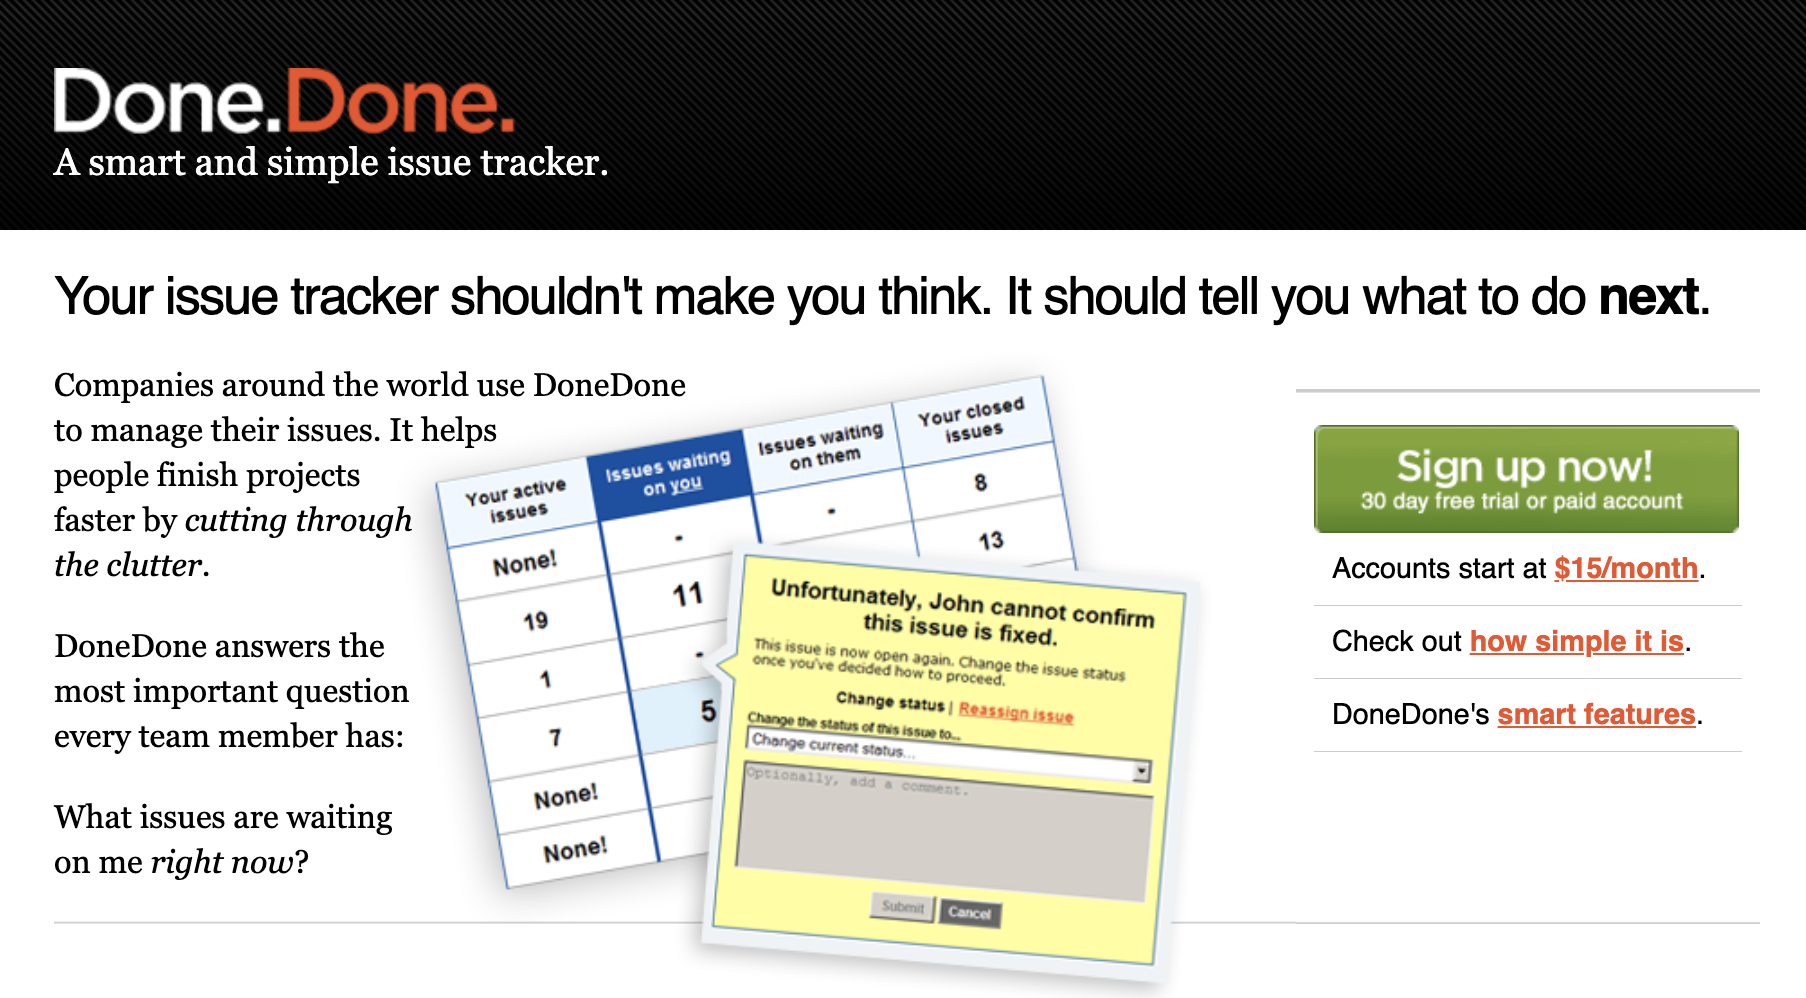 Done.Done.
A smart and simple issue tracker.
Your issue tracker shouldn't make you think. It should tell you what to do next.
Companies around the world use DoneDone
to manage their issues. It helps
people finish projects
faster by cutting through
the clutter.
DoneDone answers the
most important question
every team member has:
What issues are waiting
on me right now?
Your active
issues
Issues waiting
on you
Issues waiting
on them
Your closed
issues
None!
-
-
8
19
11
13
1
-
7
5
None!
None!
Unfortunately, John cannot confirm
this issue is fixed.
This issue is now open again. Change the issue status
once you've decided how to proceed.
Change status | Reassign issue
Change the status of this issue to...
Change current status...
Optionally, add a comment.
Submit Cancel
Sign up now!
30 day free trial or paid account
Accounts start at $15/month.
Check out how simple it is.
DoneDone's smart features.